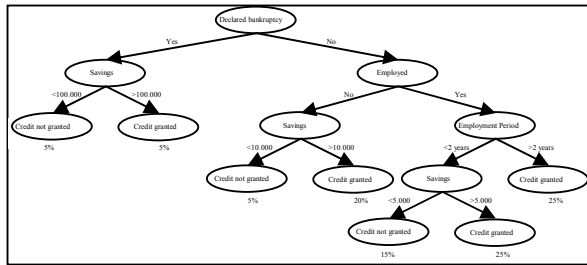 Declared bankruptcy
Yes
No
Savings
Employed
<100.000
>100.000
No
Yes
Credit not granted
Credit granted
Savings
Employment Period
5%
5%
<10.000
>10.000
<2 years
>2 years
Credit not granted
Credit granted
Savings
Credit granted
5%
20%
<5.000
>5.000
25%
Credit not granted
Credit granted
15%
25%